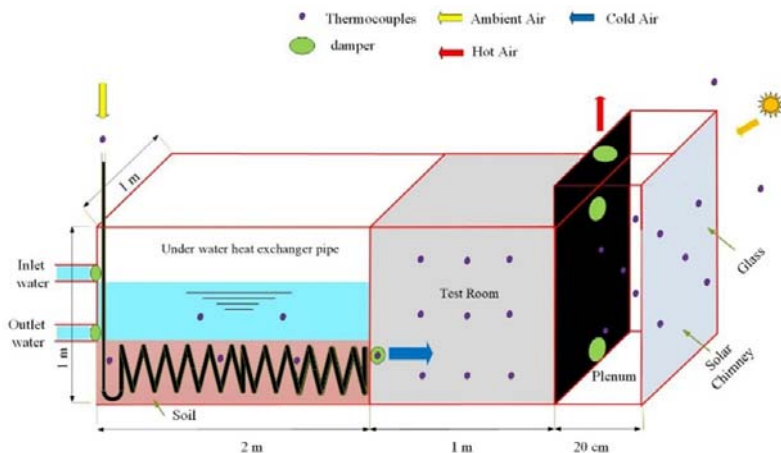 Thermocouples
Ambient Air
Cold Air
damper
Hot Air
1 m
Under water heat exchanger pipe
Inlet
water
Test Room
Glass
Outlet
water
1 m
Solar
Chimney
Plenum
Soil
2 m
1 m
20 cm